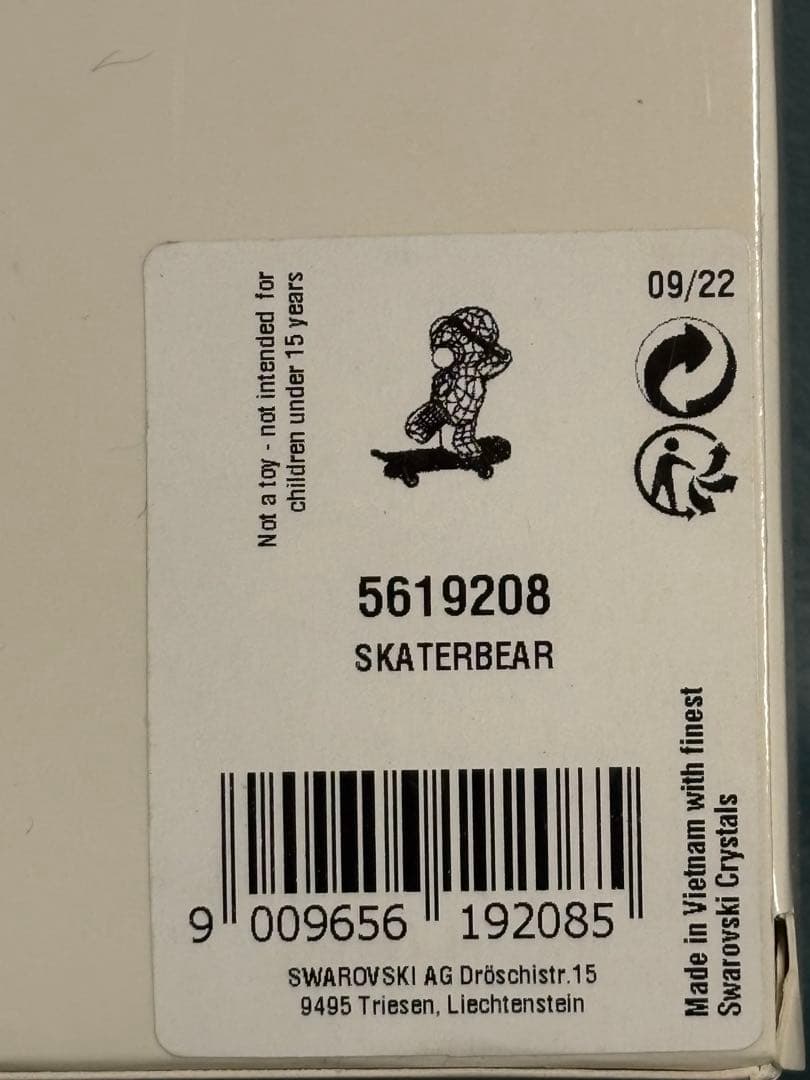 Not a toy - not intended for
children under 15 years
09/22
5619208
SKATERBEAR
9 009656 192085
SWAROVSKI AG Dröschistr.15
9495 Triesen, Liechtenstein
Made in Vietnam with finest
Swarovski Crystals